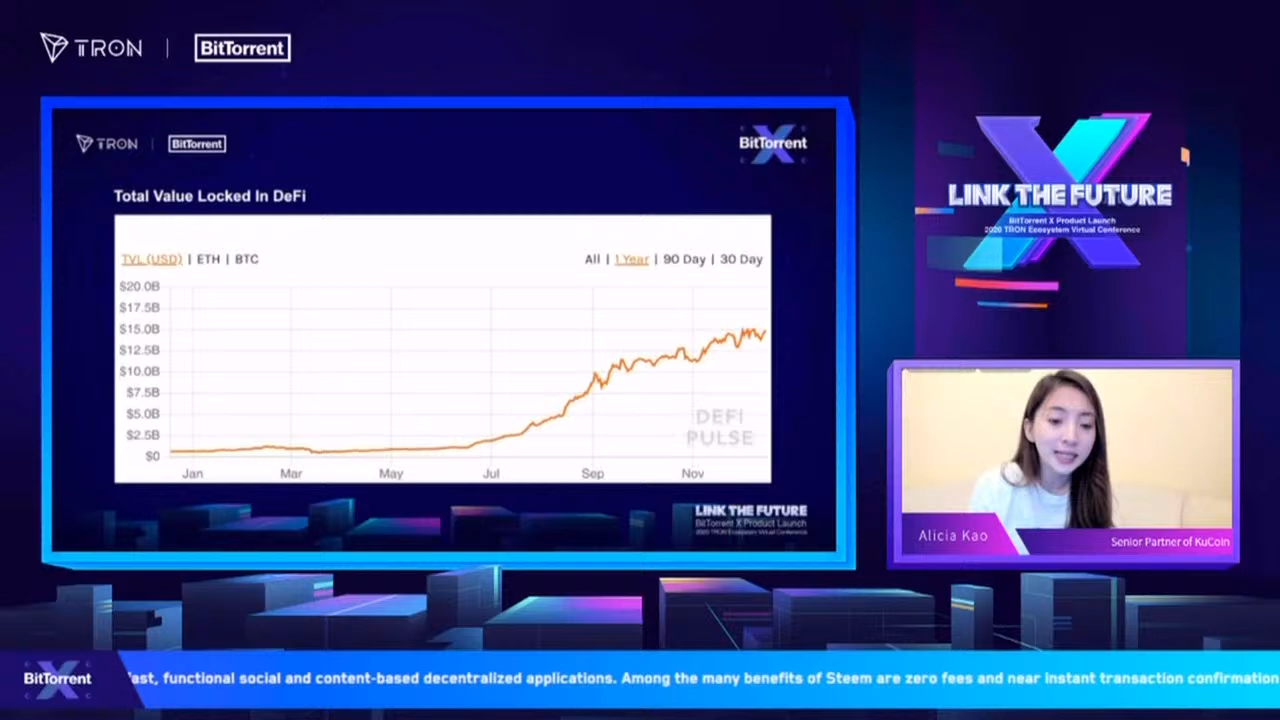 TRON | BitTorrent
TRON | BitTorrent
BitTorrent
Total Value Locked In DeFi
TVL (USD) | ETH | BTC
All | 1 Year | 90 Day | 30 Day
$20.0B
$17.5B
$15.0B
$12.5B
$10.0B
$7.5B
$5.0B
$2.5B
$0
DEFI
PULSE
Jan Mar May Jul Sep Nov
LINK THE FUTURE
BitTorrent X Product Launch
2020 TRON Ecosystem Virtual Conference
X
LINK THE FUTURE
BitTorrent X Product Launch
2020 TRON Ecosystem Virtual Conference
Alicia Kao
Senior Partner of KuCoin
BitTorrent
fast, functional social and content-based decentralized applications. Among the many benefits of Steem are zero fees and near instant transaction confirmation